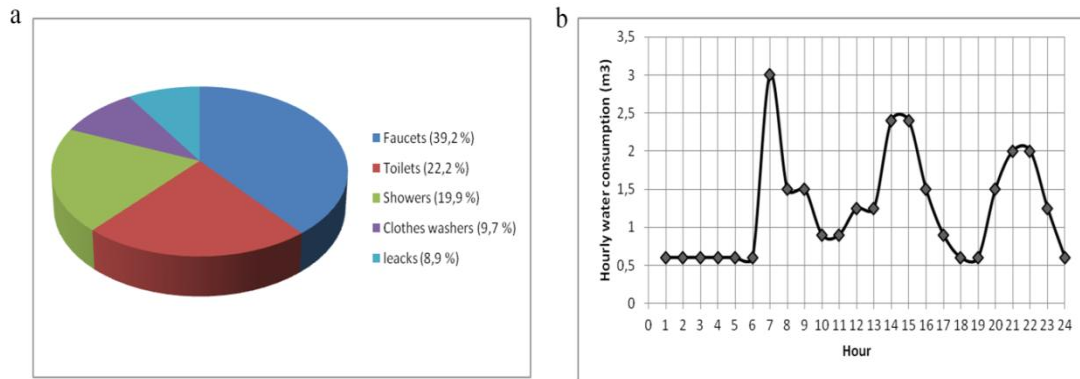 a
Faucets (39,2 %)
Toilets (22,2 %)
Showers (19,9 %)
Clothes washers (9,7 %)
leacks (8,9 %)
b
Hourly water consumption (m3)
3,5
3
2,5
2
1,5
1
0,5
0
0 1 2 3 4 5 6 7 8 9 10 11 12 13 14 15 16 17 18 19 20 21 22 23 24
Hour